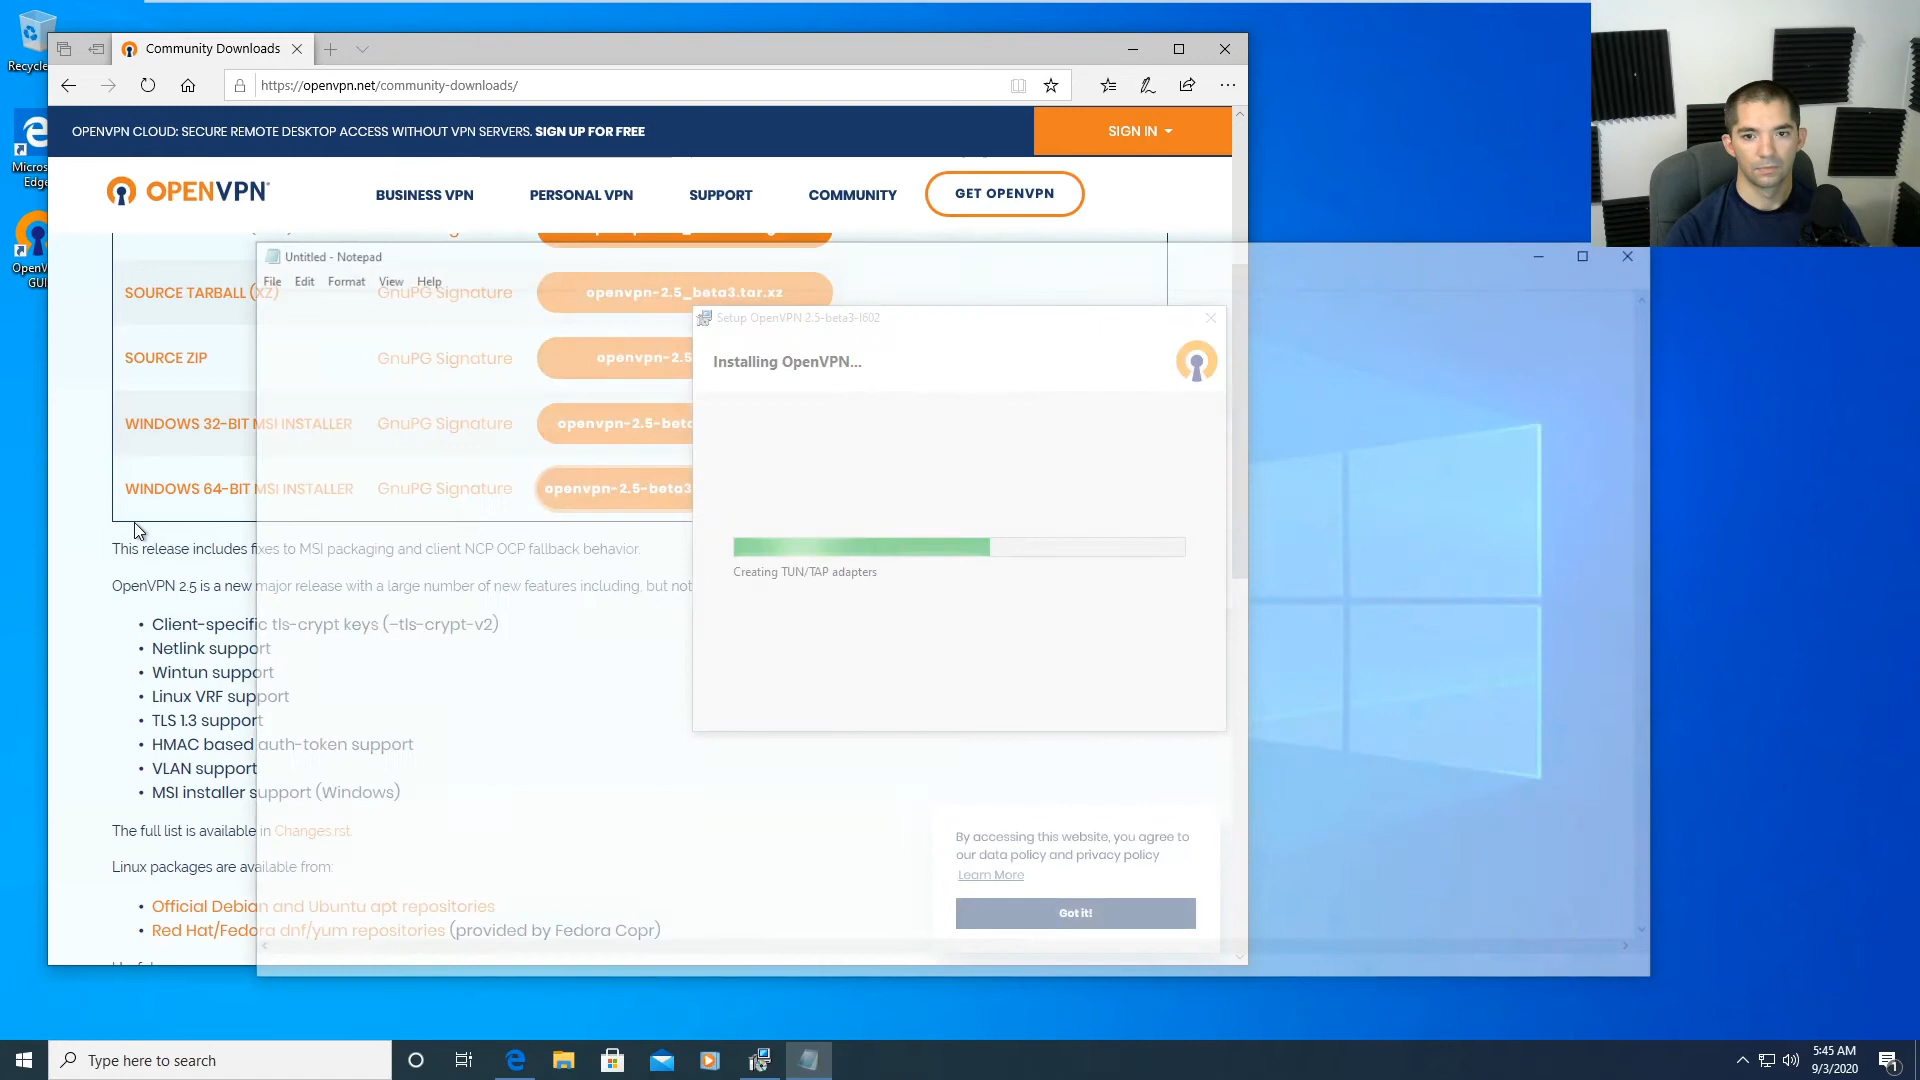 Recycle
Micros
Edge
OpenV
GUI
Community Downloads
https://openvpn.net/community-downloads/
OPENVPN CLOUD: SECURE REMOTE DESKTOP ACCESS WITHOUT VPN SERVERS. SIGN UP FOR FREE
SIGN IN
OPENVPN
BUSINESS VPN
PERSONAL VPN
SUPPORT
COMMUNITY
GET OPENVPN
Untitled - Notepad
File Edit Format View Help
SOURCE TARBALL (XZ) GnuPG Signature openvpn-2.5_beta3.tar.xz
SOURCE ZIP GnuPG Signature openvpn-2.5
WINDOWS 32-BIT MSI INSTALLER GnuPG Signature openvpn-2.5-beta
WINDOWS 64-BIT MSI INSTALLER GnuPG Signature openvpn-2.5-beta3
Setup OpenVPN 2.5-beta3-I602
Installing OpenVPN...
Creating TUN/TAP adapters
This release includes fixes to MSI packaging and client NCP OCP fallback behavior.
OpenVPN 2.5 is a new major release with a large number of new features including, but not
• Client-specific tls-crypt keys (–tls-crypt-v2)
• Netlink support
• Wintun support
• Linux VRF support
• TLS 1.3 support
• HMAC based auth-token support
• VLAN support
• MSI installer support (Windows)
The full list is available in Changes.rst.
Linux packages are available from:
• Official Debian and Ubuntu apt repositories
• Red Hat/Fedora dnf/yum repositories (provided by Fedora Copr)
By accessing this website, you agree to
our data policy and privacy policy
Learn More
Got it!
Type here to search
5:45 AM
9/3/2020
1